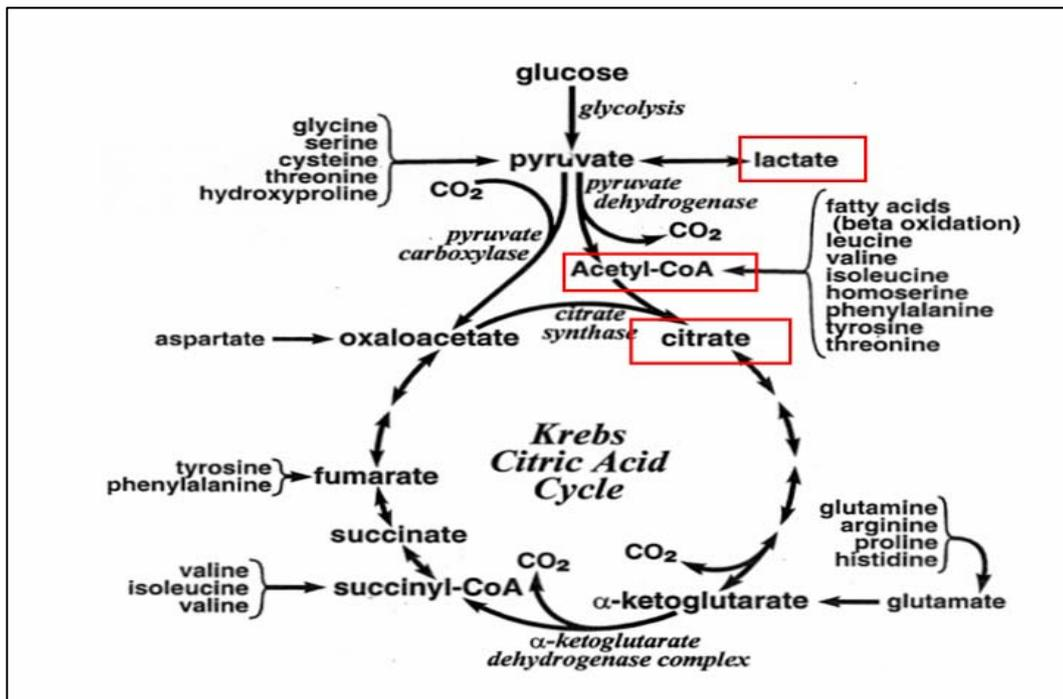 glucose
glycolysis
glycine
serine
cysteine
threonine
hydroxyproline
pyruvate
lactate
CO2
pyruvate
dehydrogenase
CO2
pyruvate
carboxylase
Acetyl-CoA
fatty acids
(beta oxidation)
leucine
valine
isoleucine
homoserine
phenylalanine
tyrosine
threonine
aspartate
oxaloacetate
citrate
synthase
citrate
Krebs
Citric Acid
Cycle
tyrosine
phenylalanine
fumarate
succinate
valine
isoleucine
valine
succinyl-CoA
CO2
CO2
glutamine
arginine
proline
histidine
α-ketoglutarate
glutamate
α-ketoglutarate
dehydrogenase complex